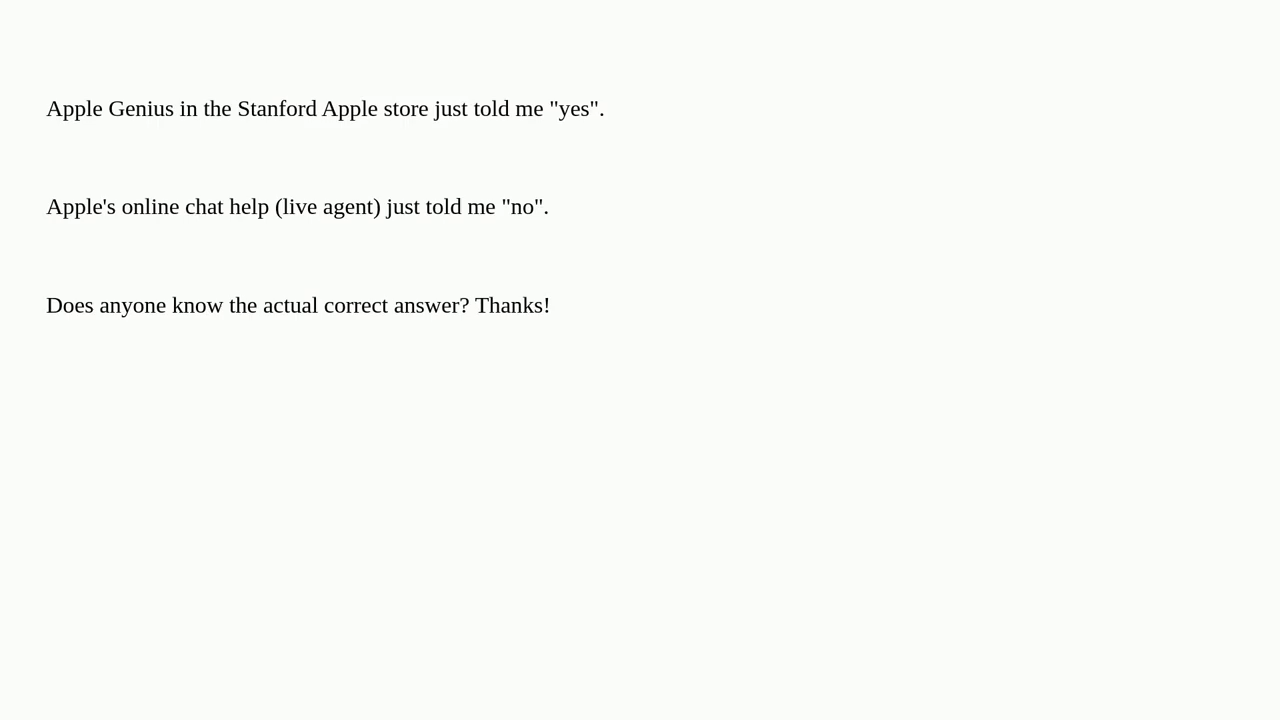 Apple Genius in the Stanford Apple store just told me "yes".
Apple's online chat help (live agent) just told me "no".
Does anyone know the actual correct answer? Thanks!